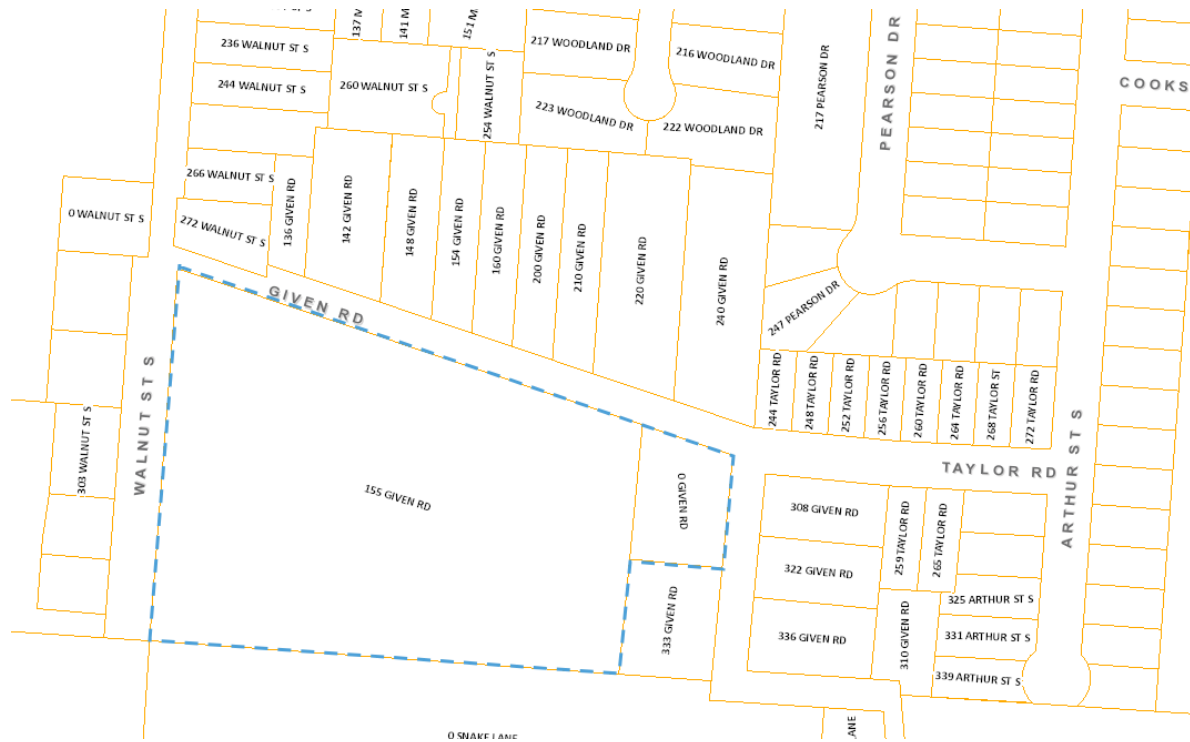 137 M
141 M
151 M
236 WALNUT ST S
244 WALNUT ST S
260 WALNUT ST S
254 WALNUT ST S
217 WOODLAND DR
216 WOODLAND DR
223 WOODLAND DR
222 WOODLAND DR
217 PEARSON DR
PEARSON DR
COOKS
266 WALNUT ST S
0 WALNUT ST S
272 WALNUT ST S
136 GIVEN RD
142 GIVEN RD
148 GIVEN RD
154 GIVEN RD
160 GIVEN RD
200 GIVEN RD
210 GIVEN RD
220 GIVEN RD
240 GIVEN RD
247 PEARSON DR
GIVEN RD
244 TAYLOR RD
248 TAYLOR RD
252 TAYLOR RD
256 TAYLOR RD
260 TAYLOR RD
264 TAYLOR RD
268 TAYLOR ST
272 TAYLOR RD
WALNUT ST S
303 WALNUT ST S
155 GIVEN RD
0 GIVEN RD
TAYLOR RD
ARTHUR ST S
308 GIVEN RD
259 TAYLOR RD
265 TAYLOR RD
322 GIVEN RD
333 GIVEN RD
336 GIVEN RD
310 GIVEN RD
325 ARTHUR ST S
331 ARTHUR ST S
339 ARTHUR ST S
0 SNAKE LANE
ANE